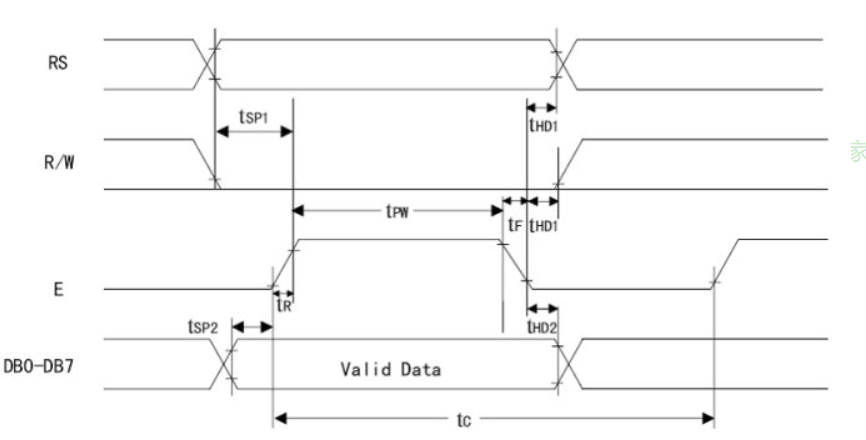 RS
tSP1
tHD1
R/W
家
tPW
tF tHD1
E
tR
tSP2
tHD2
DB0-DB7
Valid Data
tC